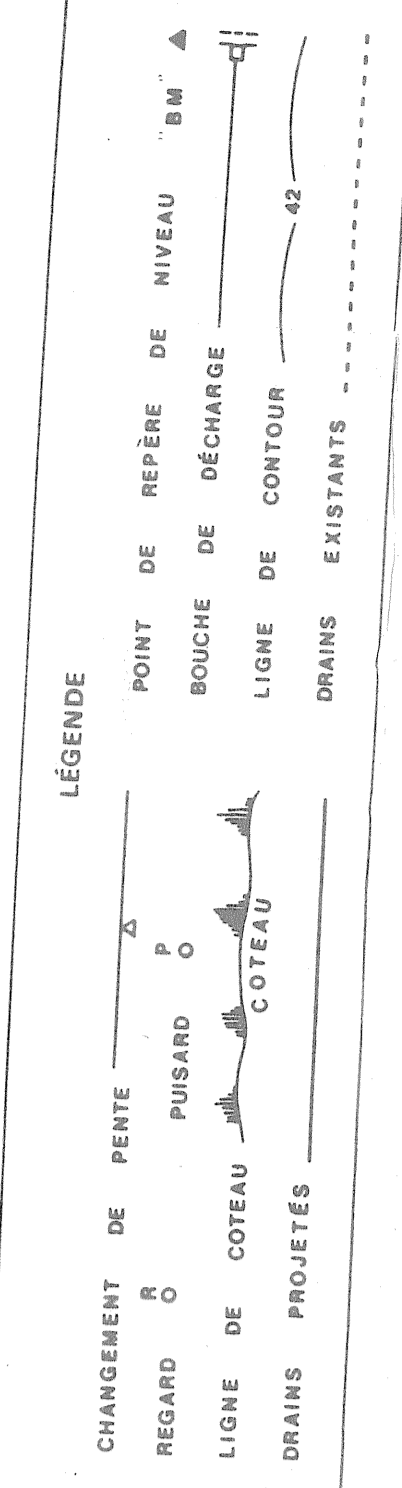 LÉGENDE
CHANGEMENT DE PENTE
REGARD R
PUISARD P
LIGNE DE COTEAU
COTEAU
DRAINS PROJETÉS
POINT DE REPÈRE DE NIVEAU "BM"
BOUCHE DE DÉCHARGE
LIGNE DE CONTOUR 42
DRAINS EXISTANTS